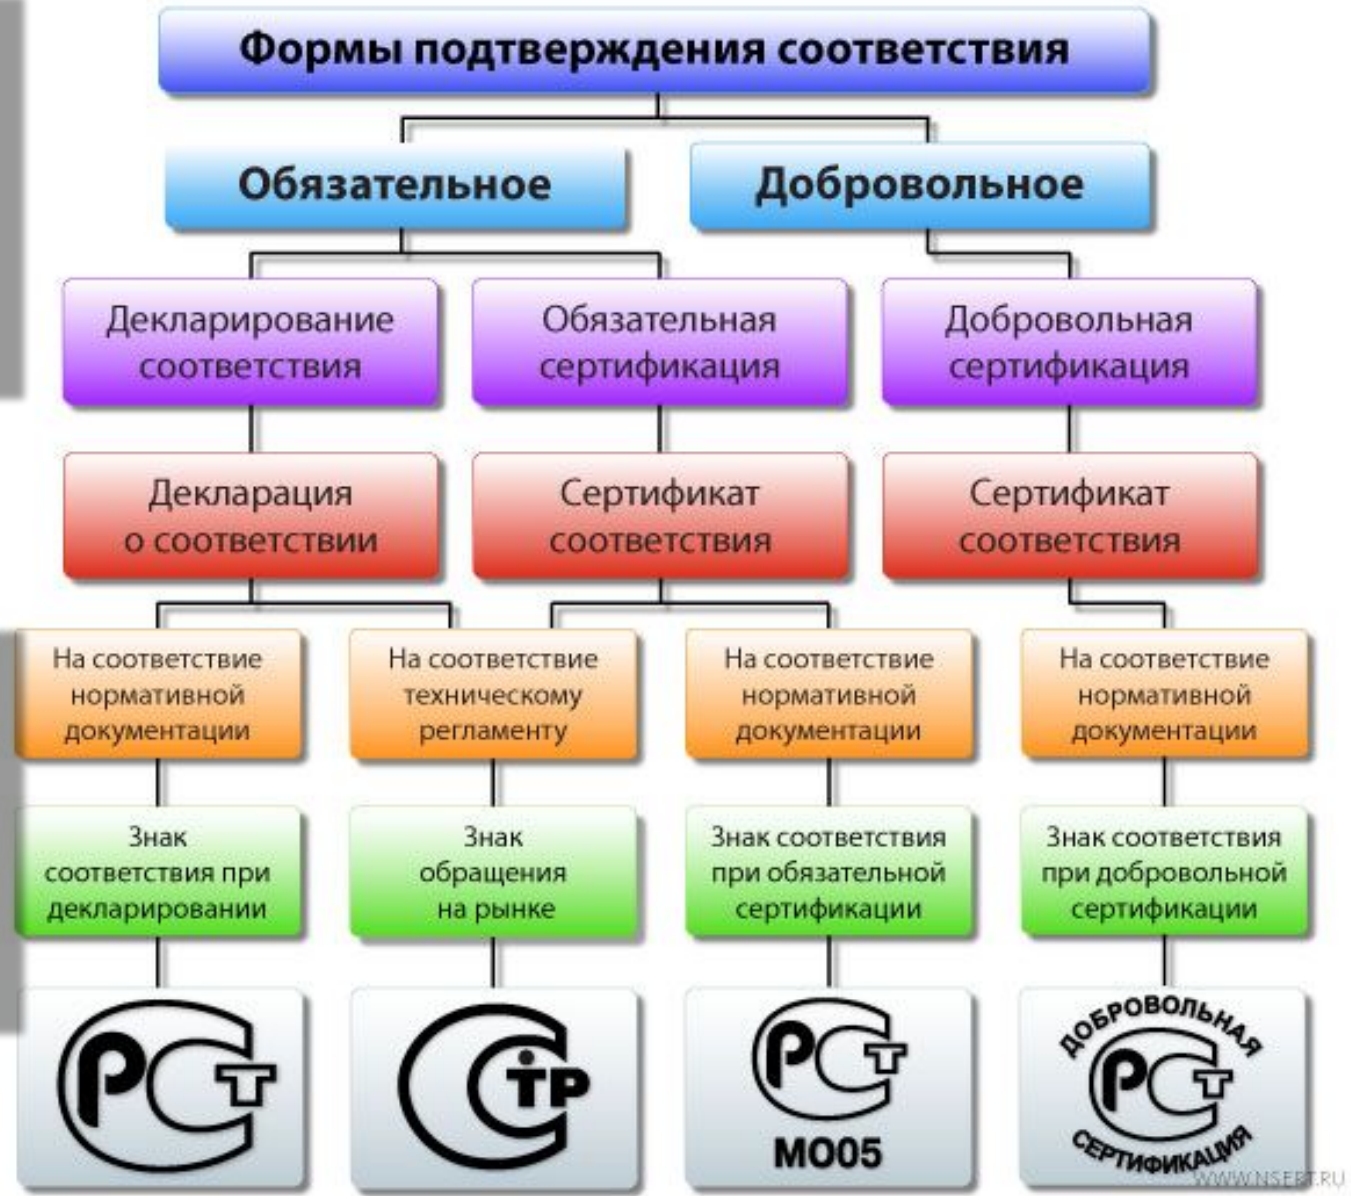 Формы подтверждения соответствия
Обязательное
Добровольное
Декларирование
соответствия
Обязательная
сертификация
Добровольная
сертификация
Декларация
о соответствии
Сертификат
соответствия
Сертификат
соответствия
На соответствие
нормативной
документации
На соответствие
техническому
регламенту
На соответствие
нормативной
документации
На соответствие
нормативной
документации
Знак
соответствия при
декларировании
Знак
обращения
на рынке
Знак соответствия
при обязательной
сертификации
Знак соответствия
при добровольной
сертификации
РСТ
СТР
РСТ
МО05
ДОБРОВОЛЬНАЯ
РСТ
СЕРТИФИКАЦИЯ
WWW.NSERT.RU